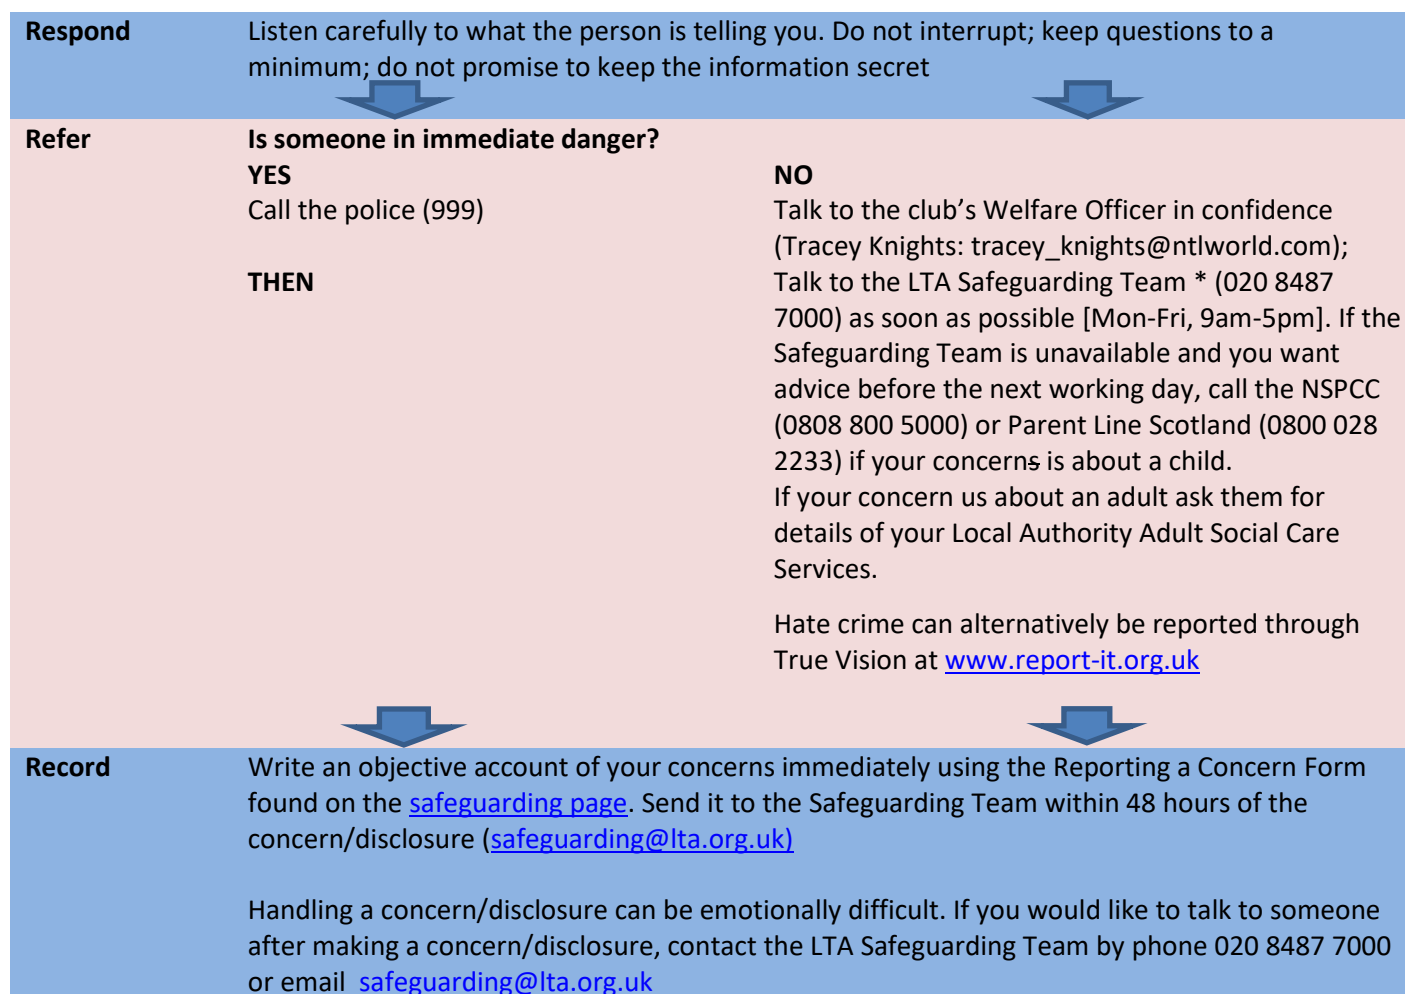 Respond
Listen carefully to what the person is telling you. Do not interrupt; keep questions to a
minimum; do not promise to keep the information secret
Refer
Is someone in immediate danger?
YES
Call the police (999)
THEN
NO
Talk to the club’s Welfare Officer in confidence
(Tracey Knights: tracey_knights@ntlworld.com);
Talk to the LTA Safeguarding Team * (020 8487
7000) as soon as possible [Mon-Fri, 9am-5pm]. If the
Safeguarding Team is unavailable and you want
advice before the next working day, call the NSPCC
(0808 800 5000) or Parent Line Scotland (0800 028
2233) if your concerns is about a child.
If your concern us about an adult ask them for
details of your Local Authority Adult Social Care
Services.
Hate crime can alternatively be reported through
True Vision at www.report-it.org.uk
Record
Write an objective account of your concerns immediately using the Reporting a Concern Form
found on the safeguarding page. Send it to the Safeguarding Team within 48 hours of the
concern/disclosure (safeguarding@lta.org.uk)
Handling a concern/disclosure can be emotionally difficult. If you would like to talk to someone
after making a concern/disclosure, contact the LTA Safeguarding Team by phone 020 8487 7000
or email  safeguarding@lta.org.uk